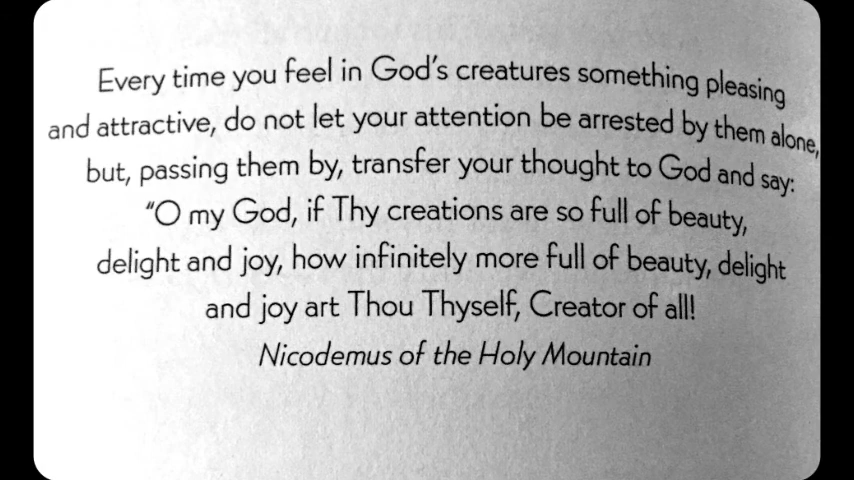 Every time you feel in God's creatures something pleasing
and attractive, do not let your attention be arrested by them alone,
but, passing them by, transfer your thought to God and say:
"O my God, if Thy creations are so full of beauty,
delight and joy, how infinitely more full of beauty, delight
and joy art Thou Thyself, Creator of all!
Nicodemus of the Holy Mountain